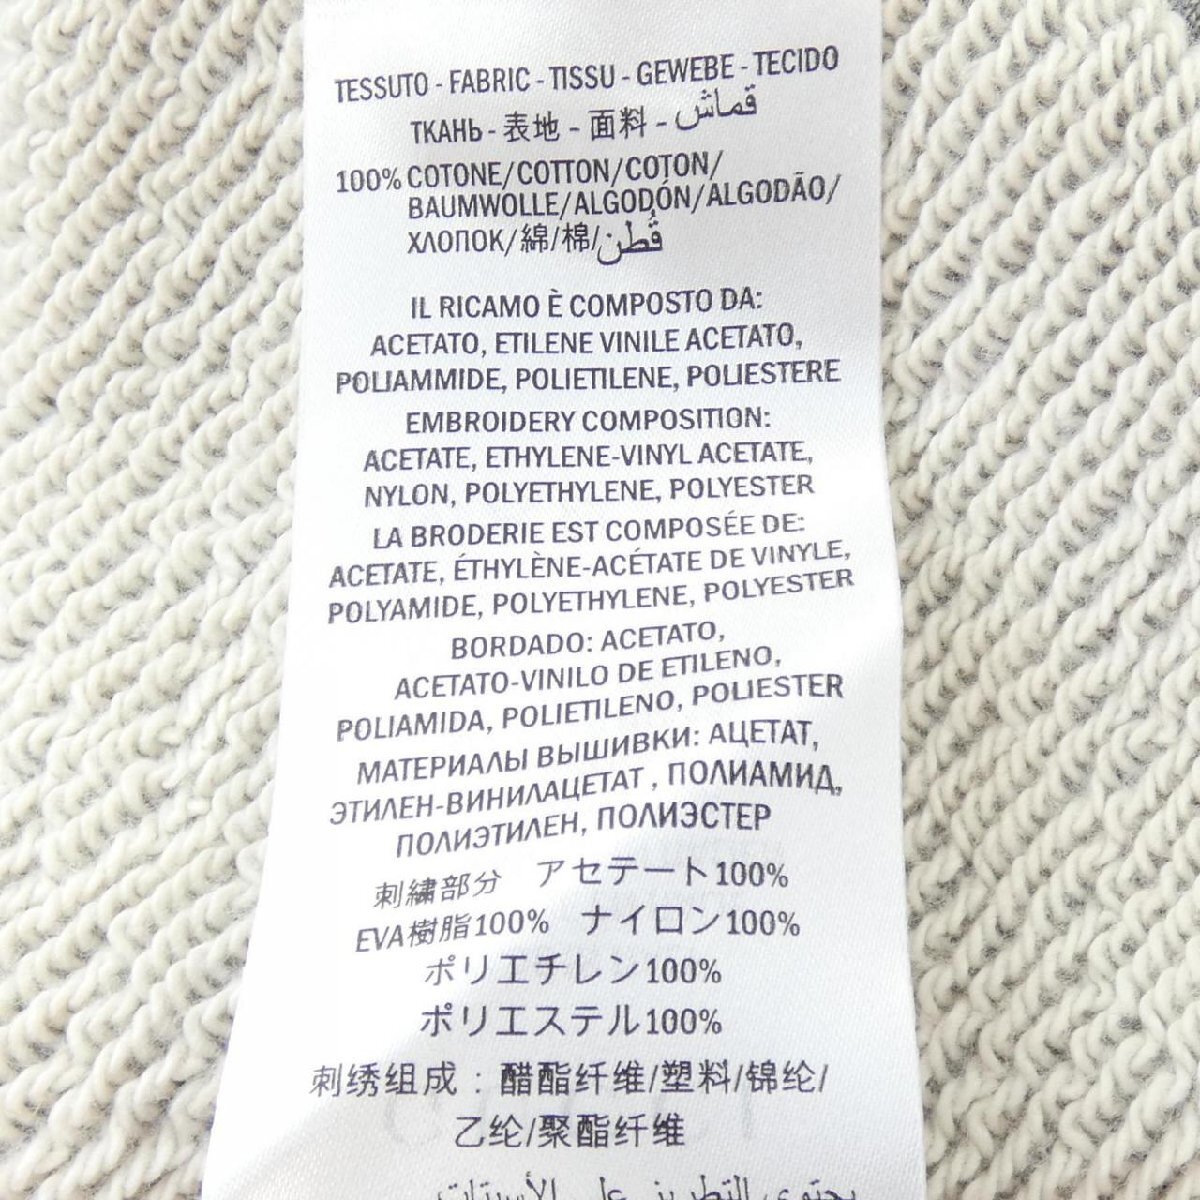 TESSUTO - FABRIC - TISSU - GEWEBE - TECIDO
ТКАНЬ - 表地 - 面料 - قماش
100% COTONE/COTTON/COTON/
BAUMWOLLE/ALGODÓN/ALGODÃO/
ХЛОПОК/綿/棉/قُطن
IL RICAMO È COMPOSTO DA:
ACETATO, ETILENE VINILE ACETATO,
POLIAMMIDE, POLIETILENE, POLIESTERE
EMBROIDERY COMPOSITION:
ACETATE, ETHYLENE-VINYL ACETATE,
NYLON, POLYETHYLENE, POLYESTER
LA BRODERIE EST COMPOSÉE DE:
ACETATE, ÉTHYLÈNE-ACÉTATE DE VINYLE,
POLYAMIDE, POLYETHYLENE, POLYESTER
BORDADO: ACETATO,
ACETATO-VINILO DE ETILENO,
POLIAMIDA, POLIETILENO, POLIESTER
МАТЕРИАЛЫ ВЫШИВКИ: АЦЕТАТ,
ЭТИЛЕН-ВИНИЛАЦЕТАТ , ПОЛИАМИД,
ПОЛИЭТИЛЕН, ПОЛИЭСТЕР
刺繍部分 アセテート100%
EVA樹脂100% ナイロン100%
ポリエチレン100%
ポリエステル100%
刺绣组成 : 醋酯纤维/塑料/锦纶/
乙纶/聚酯纤维
يحتوي التطريز على الأسيتات